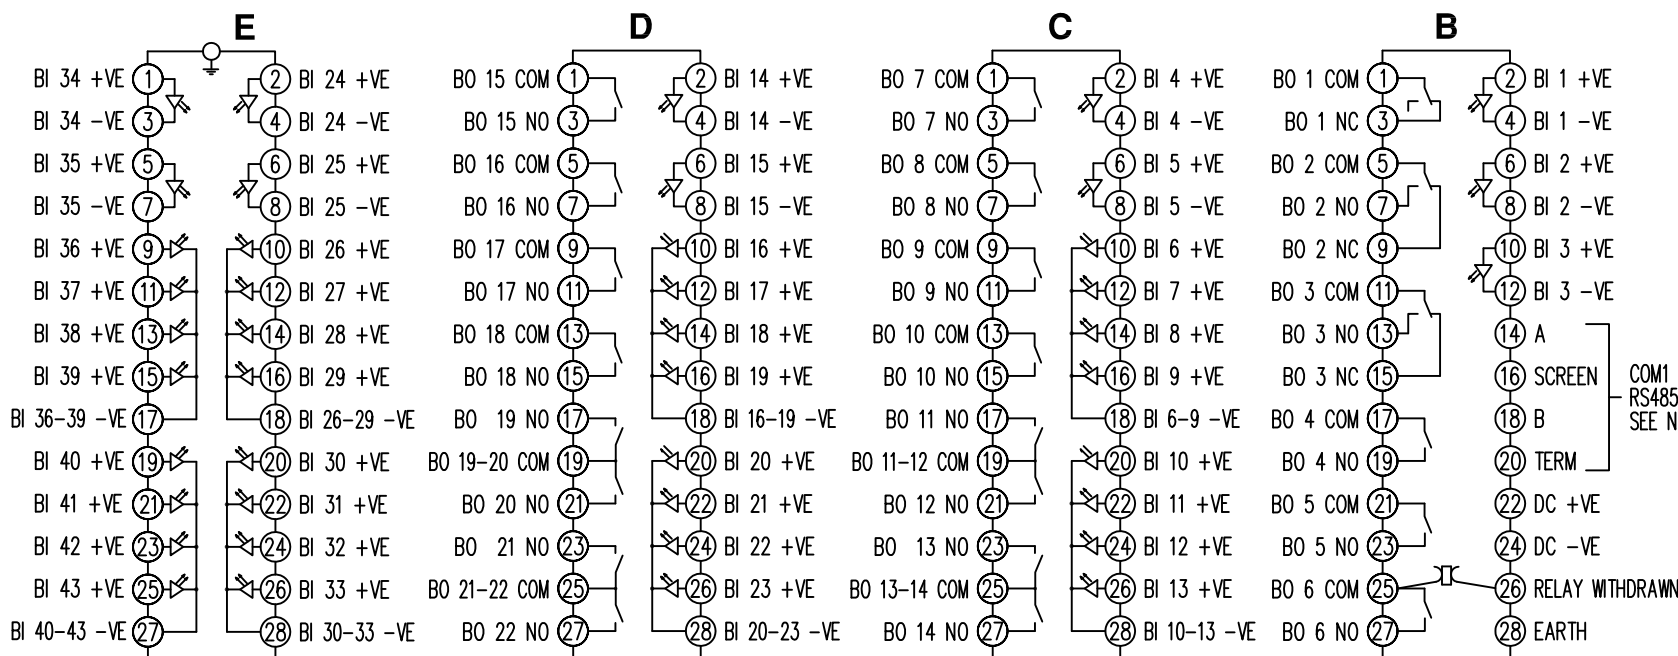 E D C B
BI 34 +VE 1 2 BI 24 +VE BO 15 COM 1 2 BI 14 +VE BO 7 COM 1 2 BI 4 +VE BO 1 COM 1 2 BI 1 +VE
BI 34 -VE 3 4 BI 24 -VE BO 15 NO 3 4 BI 14 -VE BO 7 NO 3 4 BI 4 -VE BO 1 NC 3 4 BI 1 -VE
BI 35 +VE 5 6 BI 25 +VE BO 16 COM 5 6 BI 15 +VE BO 8 COM 5 6 BI 5 +VE BO 2 COM 5 6 BI 2 +VE
BI 35 -VE 7 8 BI 25 -VE BO 16 NO 7 8 BI 15 -VE BO 8 NO 7 8 BI 5 -VE BO 2 NO 7 8 BI 2 -VE
BI 36 +VE 9 10 BI 26 +VE BO 17 COM 9 10 BI 16 +VE BO 9 COM 9 10 BI 6 +VE BO 2 NC 9 10 BI 3 +VE
BI 37 +VE 11 12 BI 27 +VE BO 17 NO 11 12 BI 17 +VE BO 9 NO 11 12 BI 7 +VE BO 3 COM 11 12 BI 3 -VE
BI 38 +VE 13 14 BI 28 +VE BO 18 COM 13 14 BI 18 +VE BO 10 COM 13 14 BI 8 +VE BO 3 NO 13 14 A
BI 39 +VE 15 16 BI 29 +VE BO 18 NO 15 16 BI 19 +VE BO 10 NO 15 16 BI 9 +VE BO 3 NC 15 16 SCREEN COM1
RS485
BI 36-39 -VE 17 18 BI 26-29 -VE BO 19 NO 17 18 BI 16-19 -VE BO 11 NO 17 18 BI 6-9 -VE BO 4 COM 17 18 B SEE N
BI 40 +VE 19 20 BI 30 +VE BO 19-20 COM 19 20 BI 20 +VE BO 11-12 COM 19 20 BI 10 +VE BO 4 NO 19 20 TERM
BI 41 +VE 21 22 BI 31 +VE BO 20 NO 21 22 BI 21 +VE BO 12 NO 21 22 BI 11 +VE BO 5 COM 21 22 DC +VE
BI 42 +VE 23 24 BI 32 +VE BO 21 NO 23 24 BI 22 +VE BO 13 NO 23 24 BI 12 +VE BO 5 NO 23 24 DC -VE
BI 43 +VE 25 26 BI 33 +VE BO 21-22 COM 25 26 BI 23 +VE BO 13-14 COM 25 26 BI 13 +VE BO 6 COM 25 26 RELAY WITHDRAWN
BI 40-43 -VE 27 28 BI 30-33 -VE BO 22 NO 27 28 BI 20-23 -VE BO 14 NO 27 28 BI 10-13 -VE BO 6 NO 27 28 EARTH